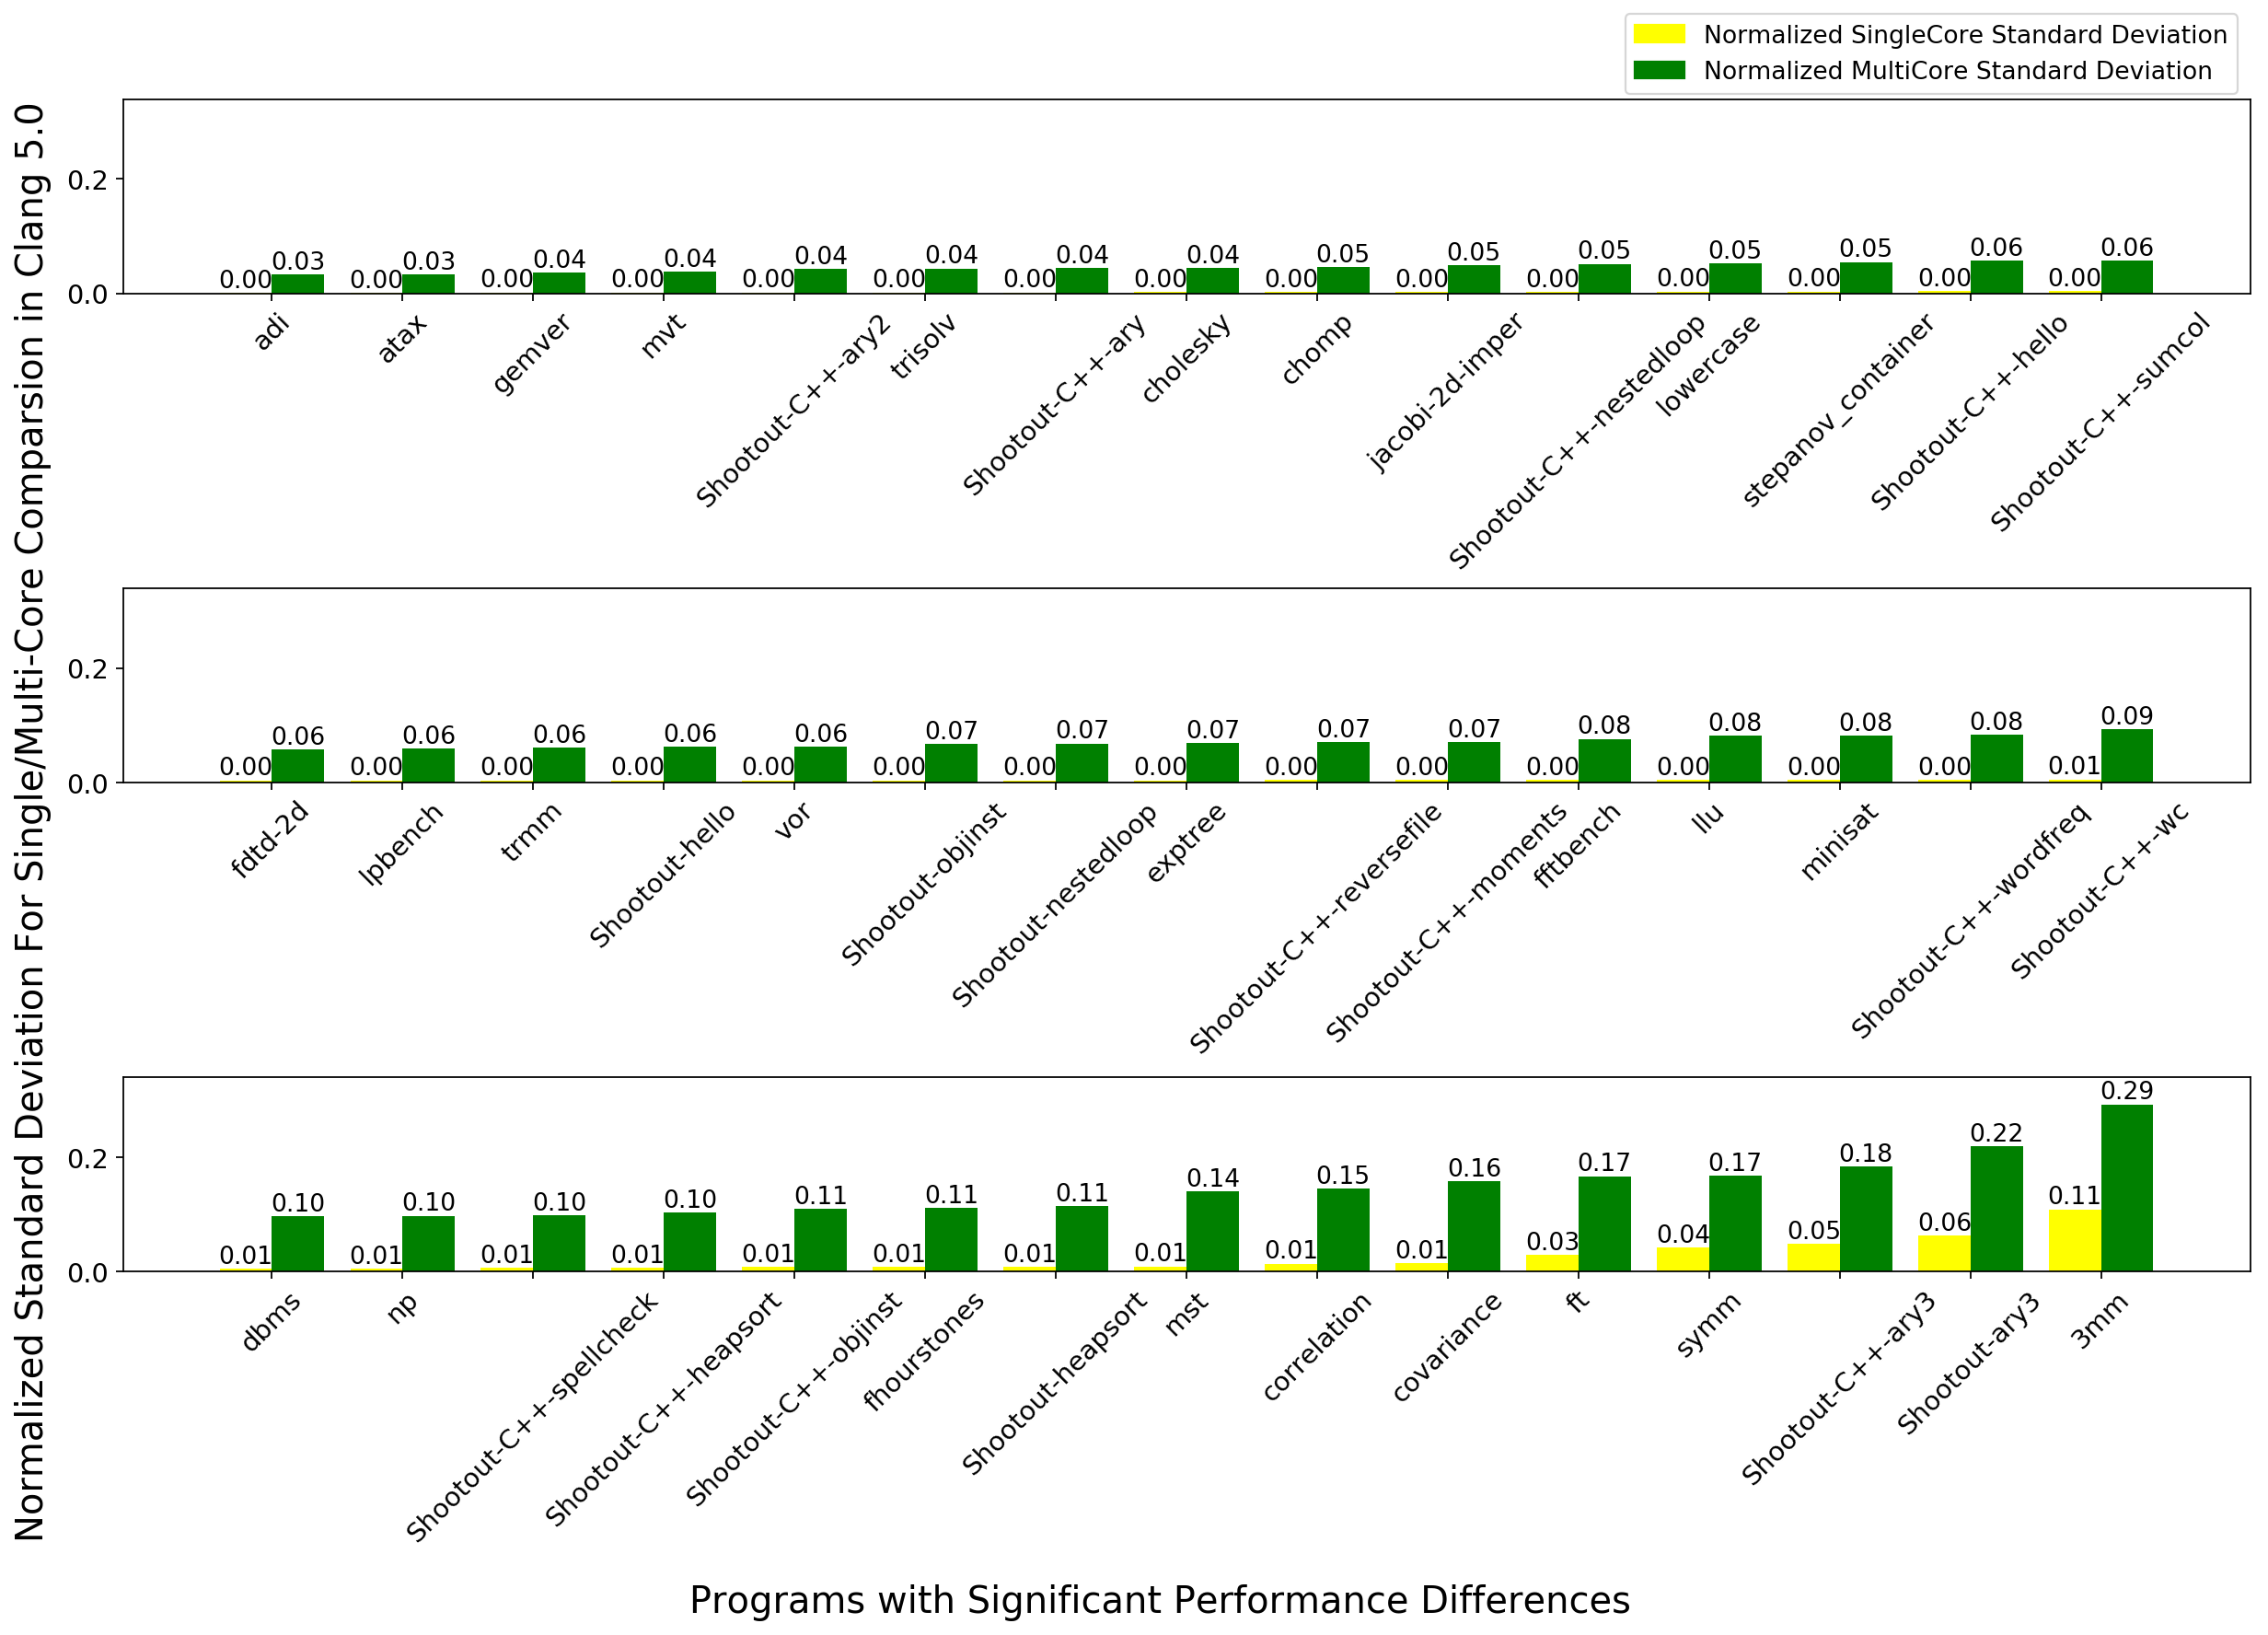 Normalized SingleCore Standard Deviation
Normalized MultiCore Standard Deviation
Normalized Standard Deviation For Single/Multi-Core Comparsion in Clang 5.0
0.2
0.0
0.00 0.03 0.00 0.03 0.00 0.04 0.00 0.04 0.00 0.04 0.00 0.04 0.00 0.04 0.00 0.04 0.00 0.05 0.00 0.05 0.00 0.05 0.00 0.05 0.00 0.05 0.00 0.06 0.00 0.06
adi
atax
gemver
mvt
Shootout-C++-ary2
trisolv
Shootout-C++-ary
cholesky
chomp
jacobi-2d-imper
Shootout-C++-nestedloop
lowercase
stepanov_container
Shootout-C++-hello
Shootout-C++-sumcol
0.2
0.0
0.00 0.06 0.00 0.06 0.00 0.06 0.00 0.06 0.00 0.06 0.00 0.07 0.00 0.07 0.00 0.07 0.00 0.07 0.00 0.07 0.00 0.08 0.00 0.08 0.00 0.08 0.00 0.08 0.01 0.09
fdtd-2d
lpbench
trmm
Shootout-hello
vor
Shootout-objinst
Shootout-nestedloop
exptree
Shootout-C++-reversefile
Shootout-C++-moments
fftbench
llu
minisat
Shootout-C++-wordfreq
Shootout-C++-wc
0.2
0.0
0.01 0.10 0.01 0.10 0.01 0.10 0.01 0.10 0.01 0.11 0.01 0.11 0.01 0.11 0.01 0.14 0.01 0.15 0.01 0.16 0.03 0.17 0.04 0.17 0.05 0.18 0.06 0.22 0.11 0.29
dbms
np
Shootout-C++-spellcheck
Shootout-C++-heapsort
Shootout-C++-objinst
fhourstones
Shootout-heapsort
mst
correlation
covariance
ft
symm
Shootout-C++-ary3
Shootout-ary3
3mm
Programs with Significant Performance Differences